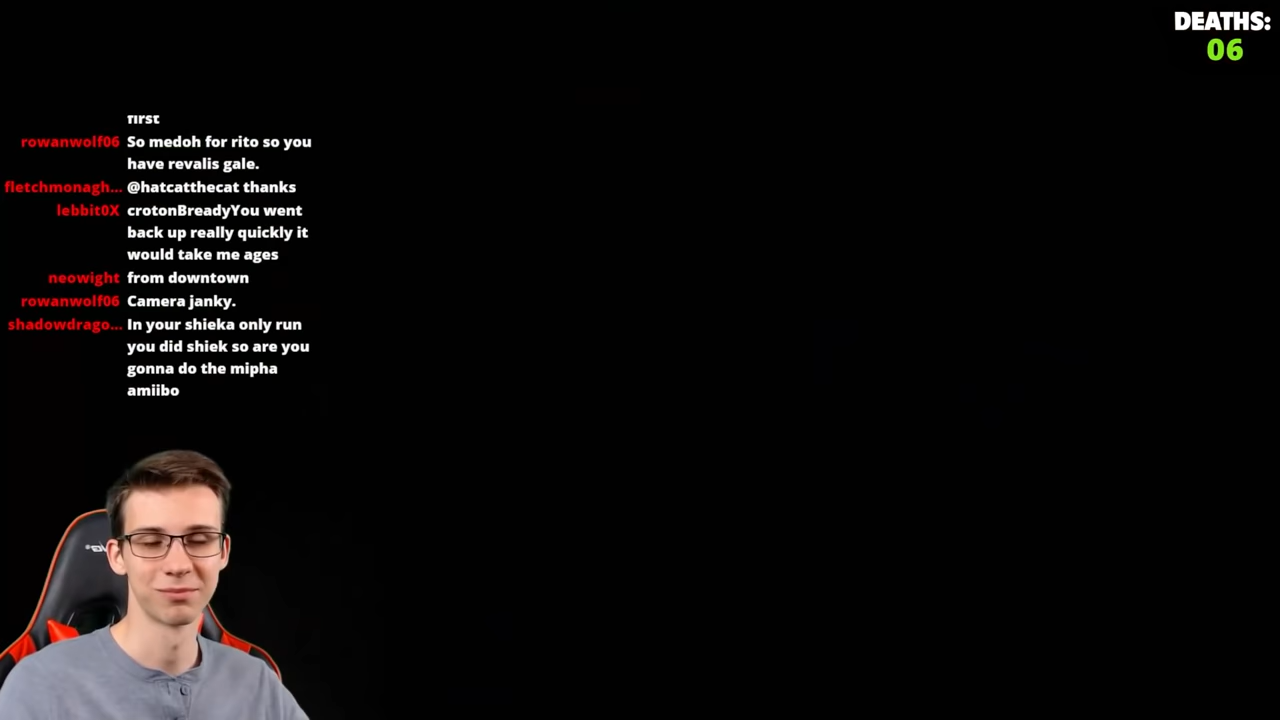 DEATHS:
06
first
rowanwolf06 So medoh for rito so you
have revalis gale.
fletchmonagh... @hatcatthecat thanks
lebbit0X crotonBreadyYou went
back up really quickly it
would take me ages
neowight from downtown
rowanwolf06 Camera janky.
shadowdrago... In your shieka only run
you did shiek so are you
gonna do the mipha
amiibo